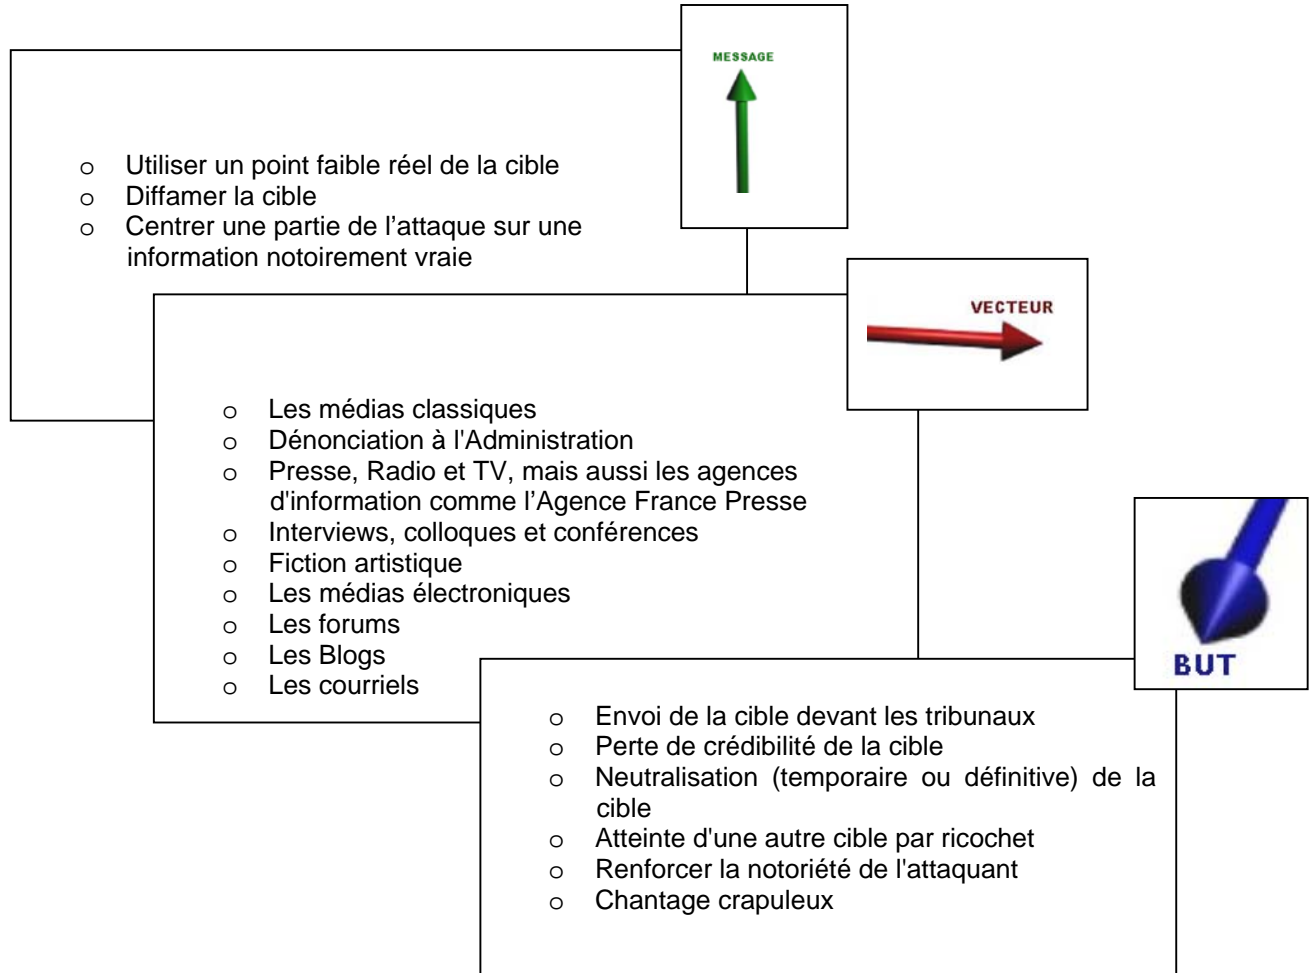 MESSAGE
o Utiliser un point faible réel de la cible
o Diffamer la cible
o Centrer une partie de l’attaque sur une
information notoirement vraie
VECTEUR
o Les médias classiques
o Dénonciation à l'Administration
o Presse, Radio et TV, mais aussi les agences
d'information comme l’Agence France Presse
o Interviews, colloques et conférences
o Fiction artistique
o Les médias électroniques
o Les forums
o Les Blogs
o Les courriels
BUT
o Envoi de la cible devant les tribunaux
o Perte de crédibilité de la cible
o Neutralisation (temporaire ou définitive) de la
cible
o Atteinte d'une autre cible par ricochet
o Renforcer la notoriété de l'attaquant
o Chantage crapuleux